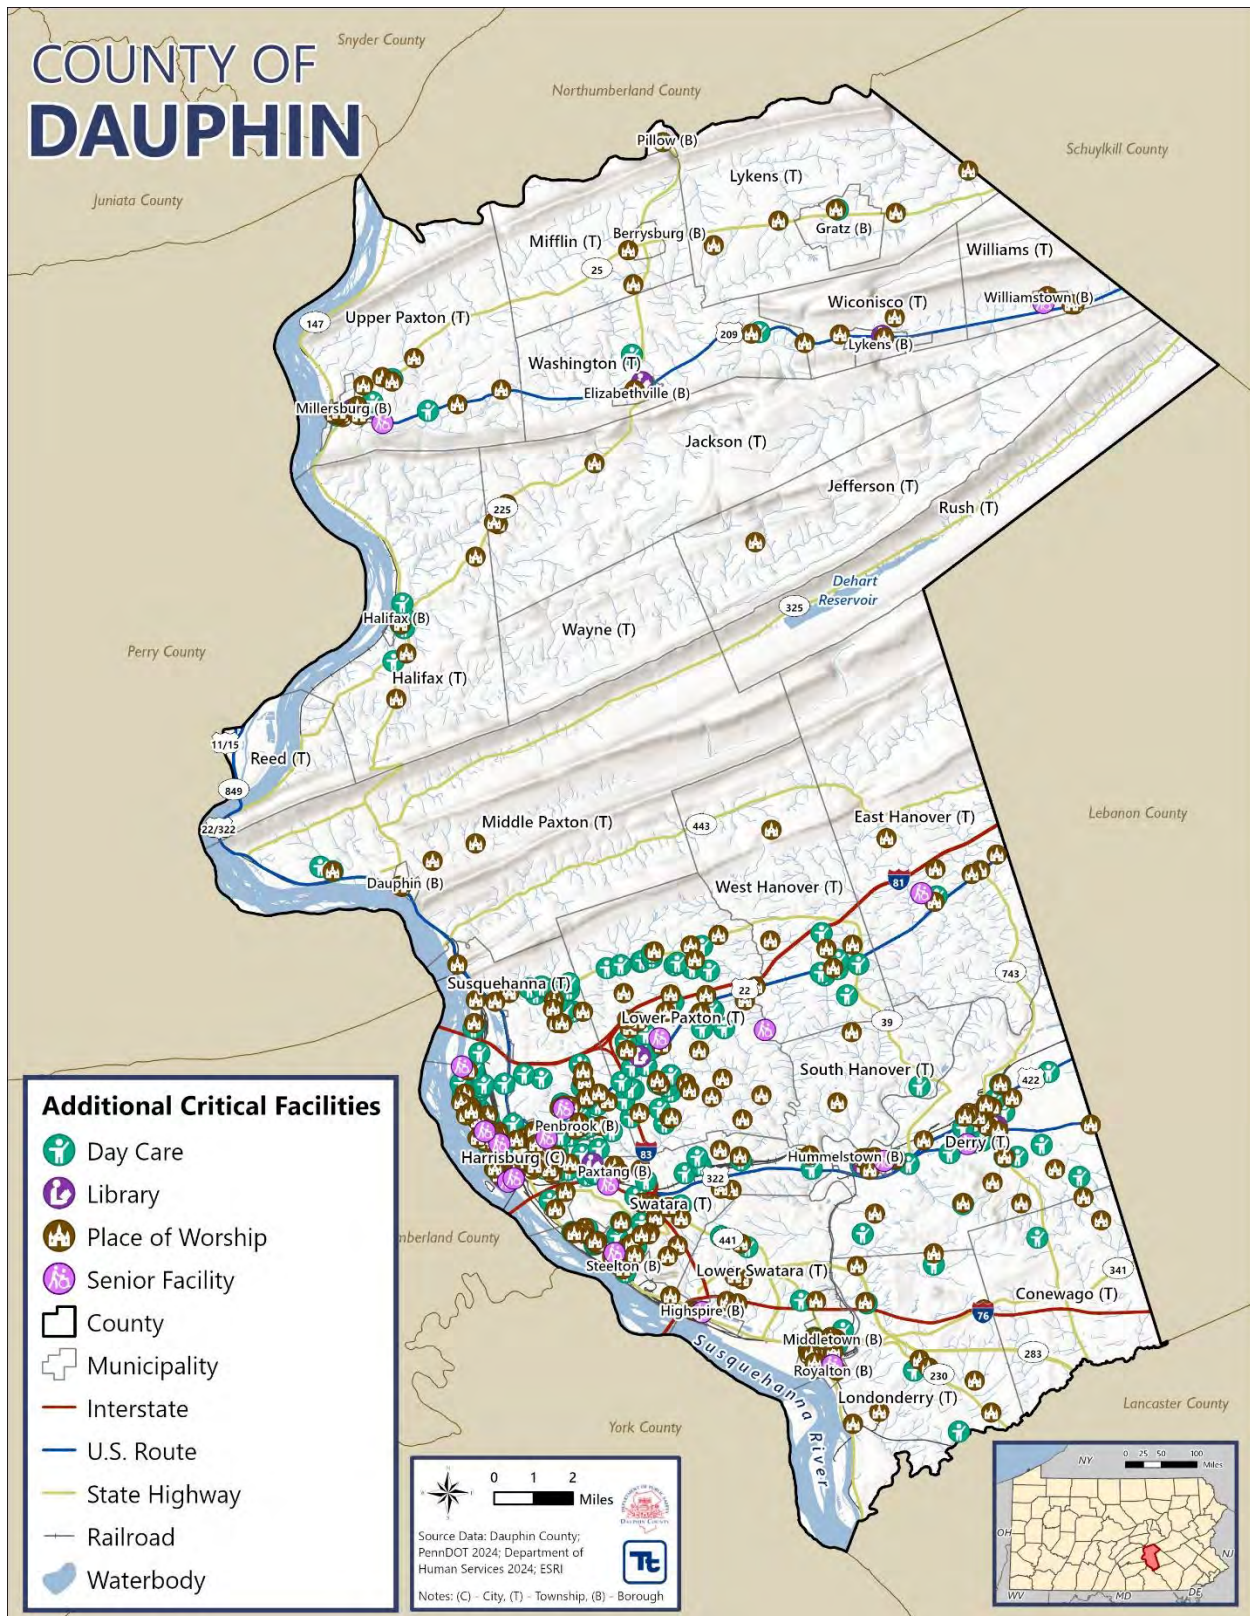 COUNTY OF
DAUPHIN
Snyder County
Northumberland County
Schuylkill County
Juniata County
Pillow (B)
Lykens (T)
Gratz (B)
Berrysburg (B)
Mifflin (T)
25
Williams (T)
Williamstown (B)
Wiconisco (T)
147
Upper Paxton (T)
209
Lykens (B)
Washington (T)
Elizabethville (B)
Millersburg (B)
Jackson (T)
Jefferson (T)
Rush (T)
225
Dehart
Reservoir
325
Halifax (B)
Wayne (T)
Perry County
Halifax (T)
11/15
Reed (T)
849
22/322
Middle Paxton (T)
443
East Hanover (T)
Lebanon County
Dauphin (B)
West Hanover (T)
81
743
Susquehanna (T)
22
Lower Paxton (T)
39
South Hanover (T)
422
Penbrook (B)
83
Derry (T)
Harrisburg (C)
Paxtang (B)
Hummelstown (B)
322
Swatara (T)
mberland County
441
Steelton (B)
Lower Swatara (T)
341
Conewago (T)
Highspire (B)
76
Middletown (B)
283
Royalton (B)
230
Londonderry (T)
Susquehanna River
York County
Lancaster County
Additional Critical Facilities
Day Care
Library
Place of Worship
Senior Facility
County
Municipality
Interstate
U.S. Route
State Highway
Railroad
Waterbody
0 1 2
Miles
DAUPHIN COUNTY
Source Data: Dauphin County;
PennDOT 2024; Department of
Human Services 2024; ESRI
Tt
Notes: (C) - City, (T) - Township, (B) - Borough
0 25 50 100
Miles
NY
OH
NJ
WV
MD
DE